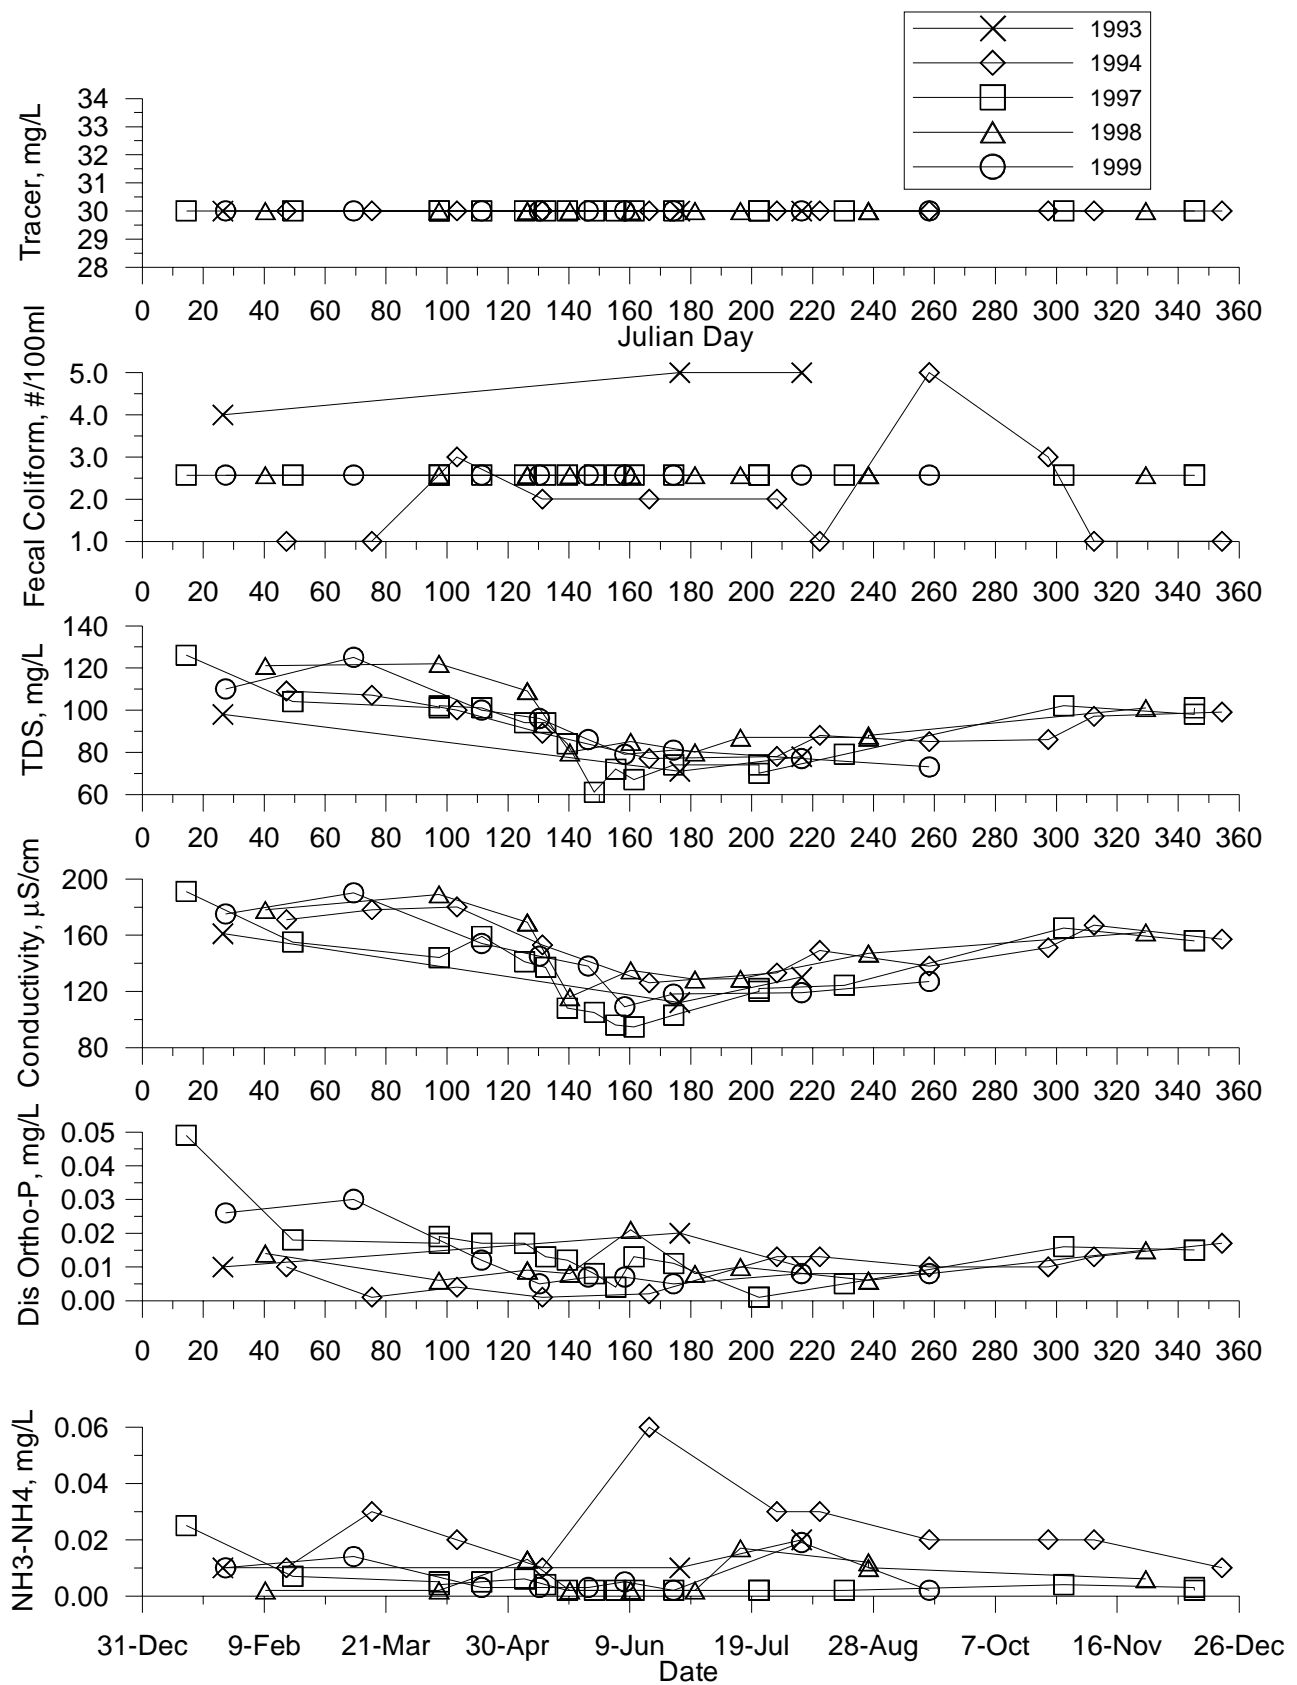 1993
1994
1997
1998
1999
Tracer, mg/L
34
33
32
31
30
29
28
0 20 40 60 80 100 120 140 160 180 200 220 240 260 280 300 320 340 360
Julian Day
Fecal Coliform, #/100ml
5.0
4.0
3.0
2.0
1.0
0 20 40 60 80 100 120 140 160 180 200 220 240 260 280 300 320 340 360
TDS, mg/L
140
120
100
80
60
0 20 40 60 80 100 120 140 160 180 200 220 240 260 280 300 320 340 360
Conductivity, µS/cm
200
160
120
80
0 20 40 60 80 100 120 140 160 180 200 220 240 260 280 300 320 340 360
Dis Ortho-P, mg/L
0.05
0.04
0.03
0.02
0.01
0.00
0 20 40 60 80 100 120 140 160 180 200 220 240 260 280 300 320 340 360
NH3-NH4, mg/L
0.06
0.04
0.02
0.00
31-Dec 9-Feb 21-Mar 30-Apr 9-Jun 19-Jul 28-Aug 7-Oct 16-Nov 26-Dec
Date